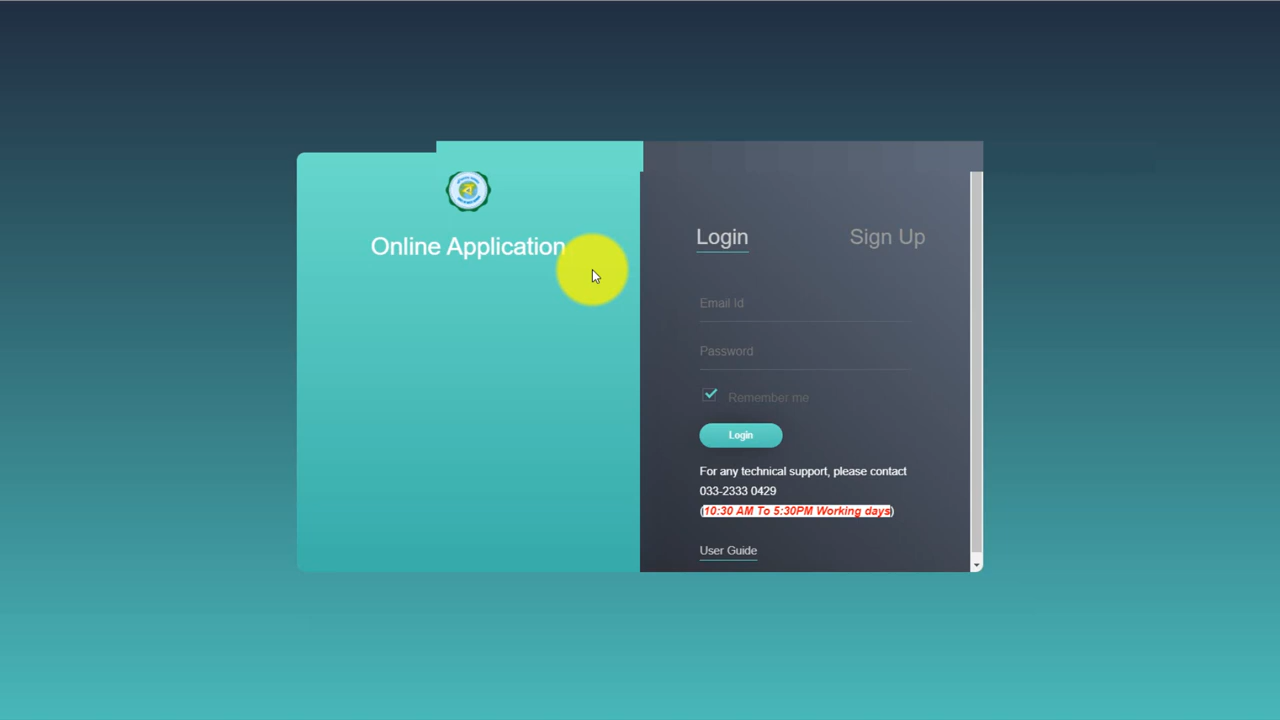 Online Application
Login
Sign Up
Email Id
Password
Remember me
Login
For any technical support, please contact
033-2333 0429
(10:30 AM To 5:30PM Working days)
User Guide